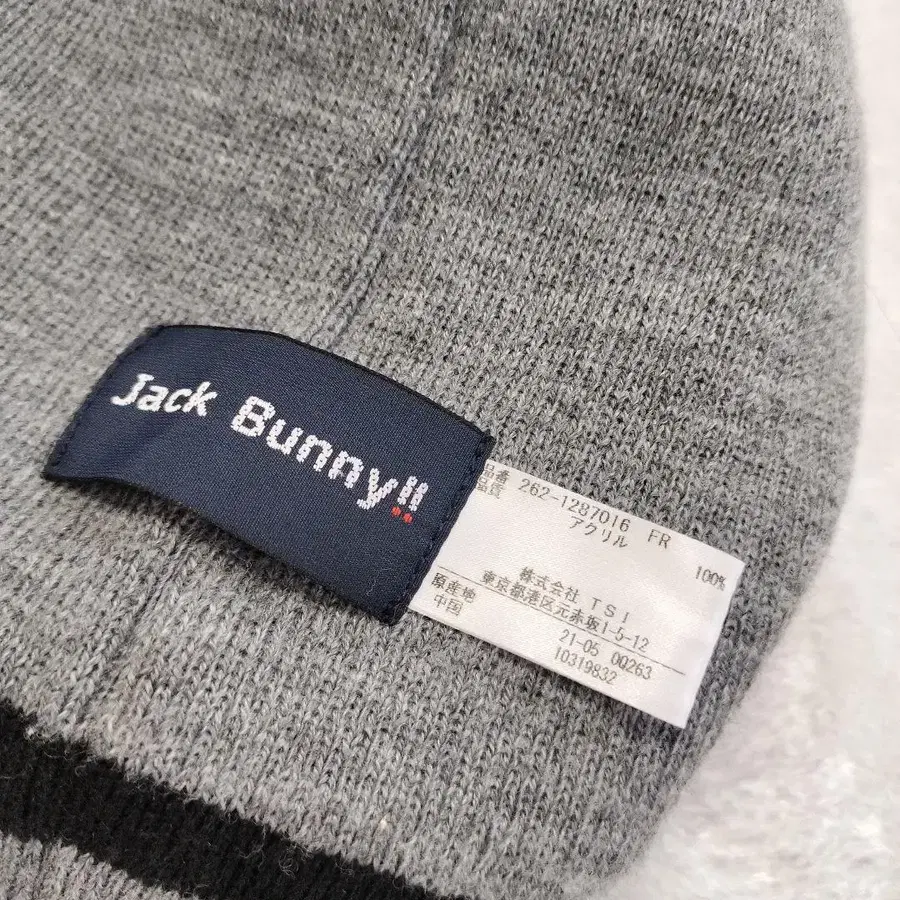 Jack Bunny!!
品番 262-1287016 FR
品質 アクリル 100%
株式会社 TSI
東京都港区元赤坂1-5-12
原産地
中国
21-05 0Q263
10319832